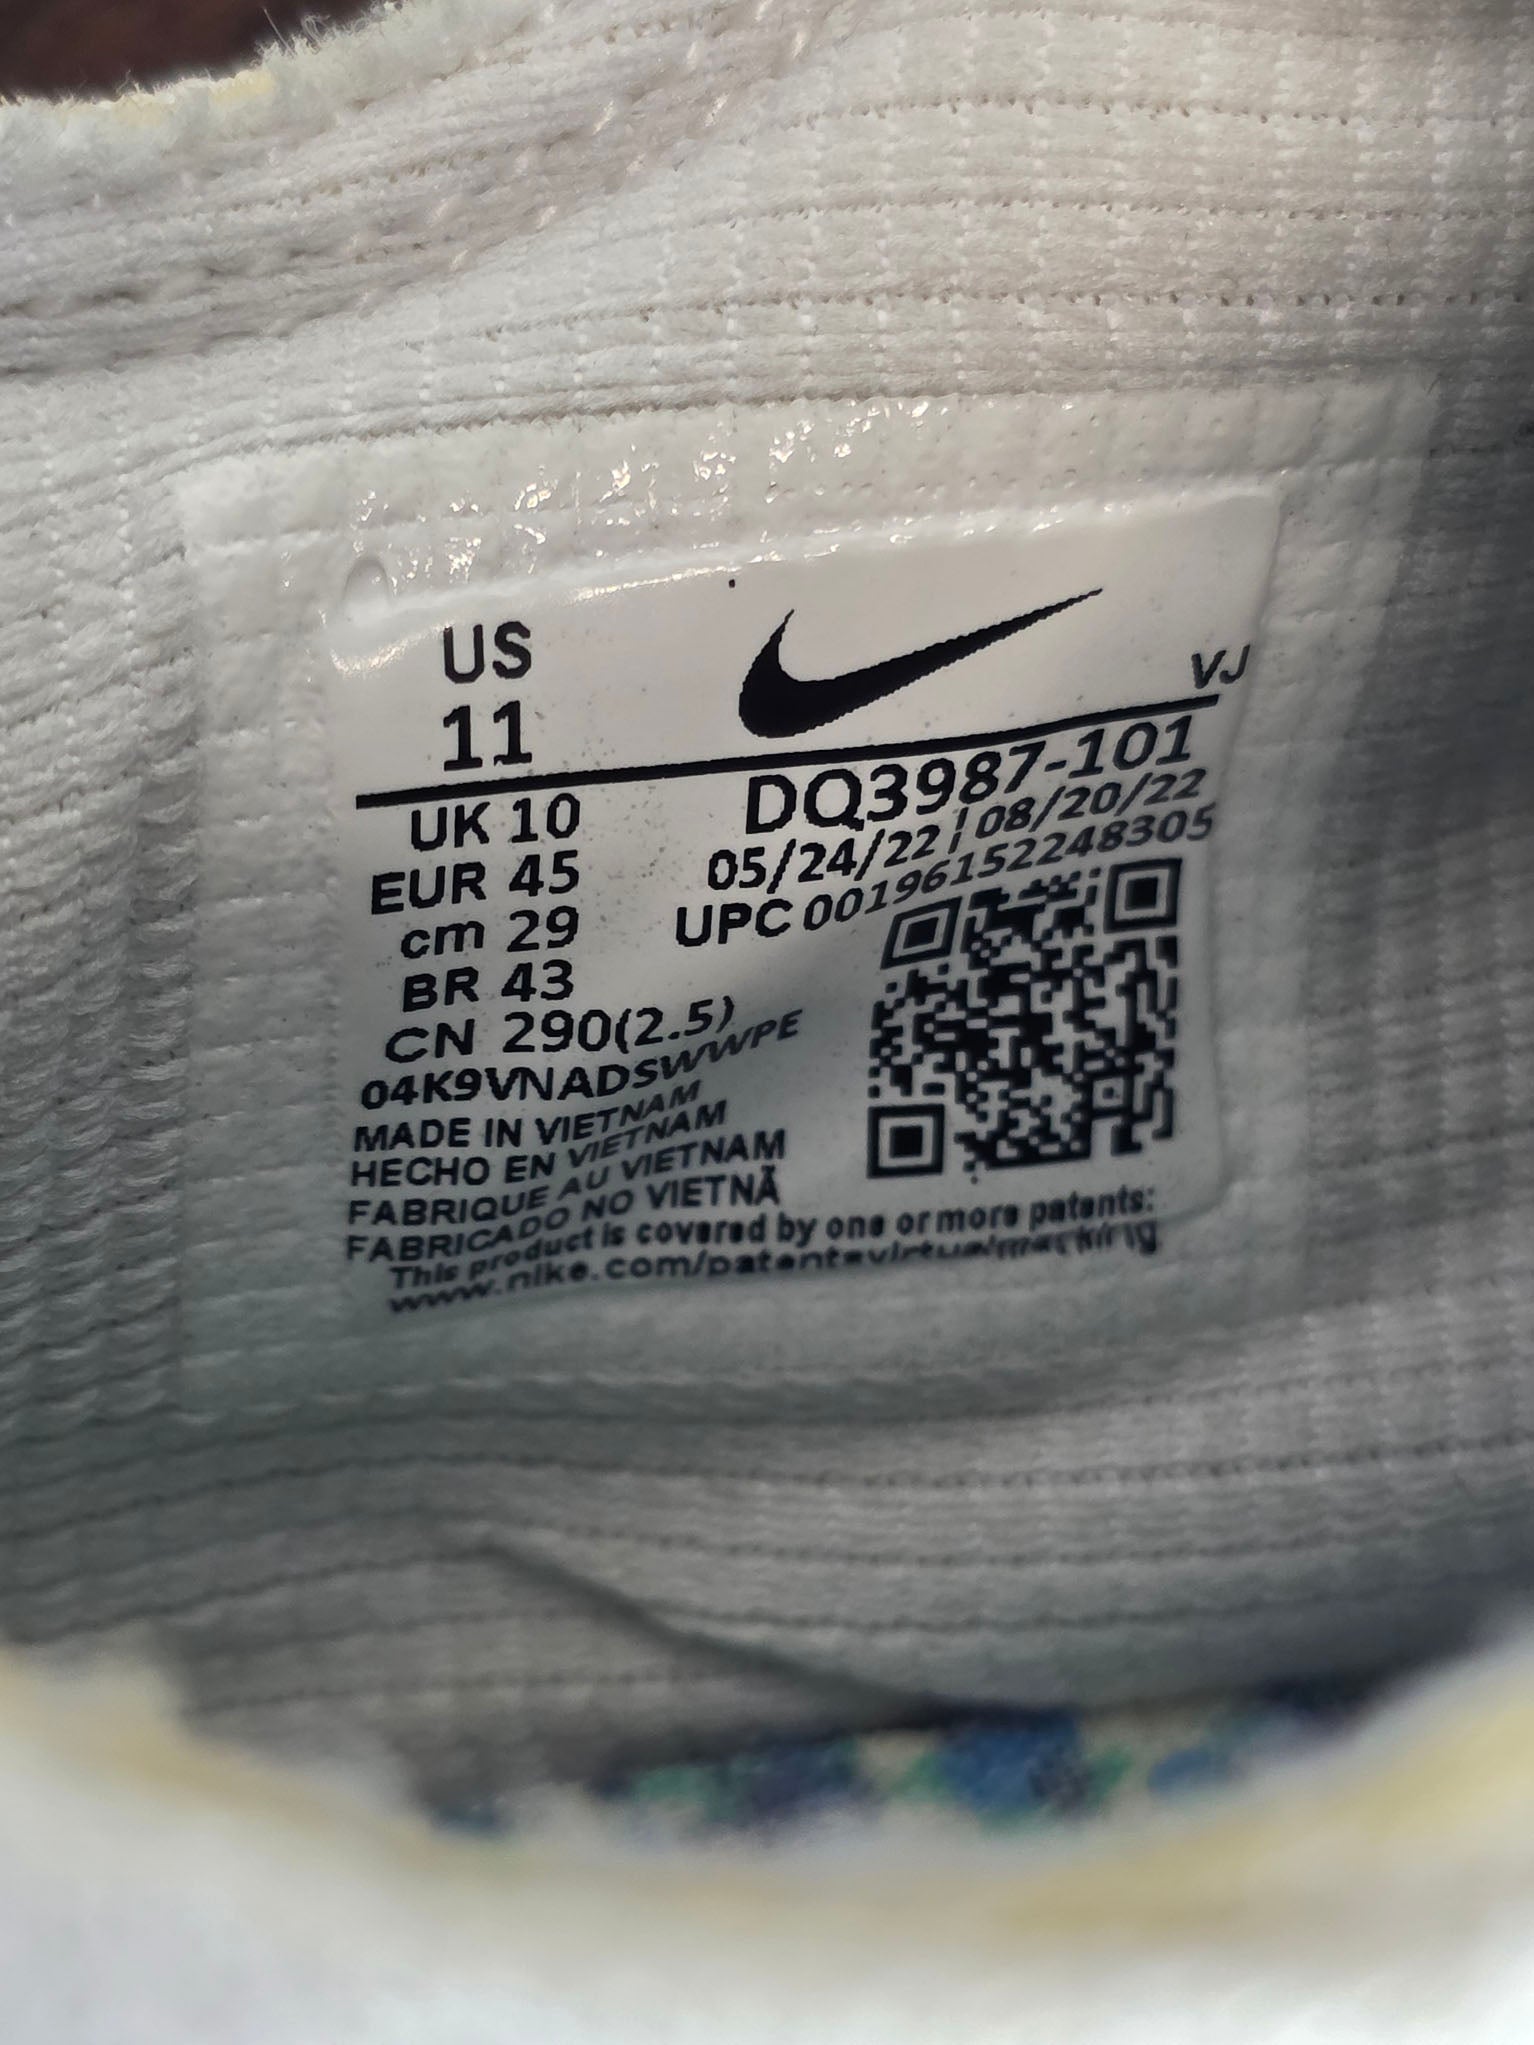 US
11
VJ
UK 10
EUR 45
cm 29
BR 43
CN 290(2.5)
DQ3987-101
05/24/22 ¦ 08/20/22
UPC 00196152248305
04K9VNADSWWPE
MADE IN VIETNAM
HECHO EN VIETNAM
FABRIQUE AU VIETNAM
FABRICADO NO VIETNÃ
This product is covered by one or more patents:
www.nike.com/patentsvirtualmarking